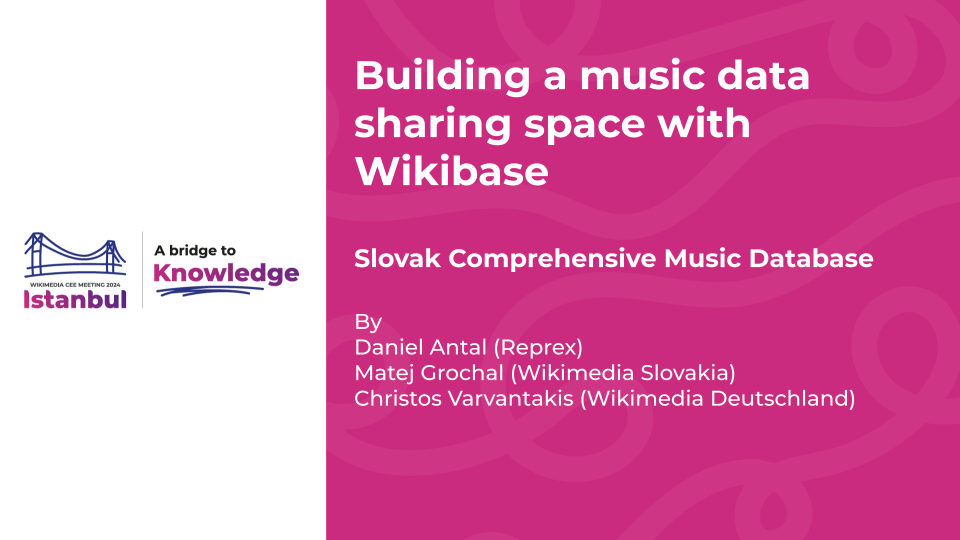 Building a music data
sharing space with
Wikibase
Slovak Comprehensive Music Database
By
Daniel Antal (Reprex)
Matej Grochal (Wikimedia Slovakia)
Christos Varvantakis (Wikimedia Deutschland)
WIKIMEDIA CEE MEETING 2024
Istanbul
A bridge to
Knowledge